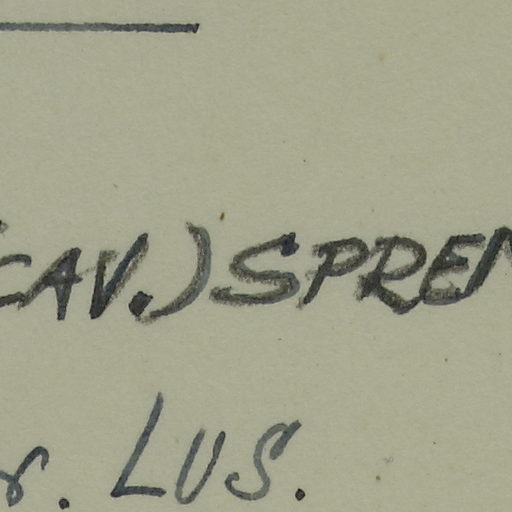 (CAV.) SPREN
r. LUS.